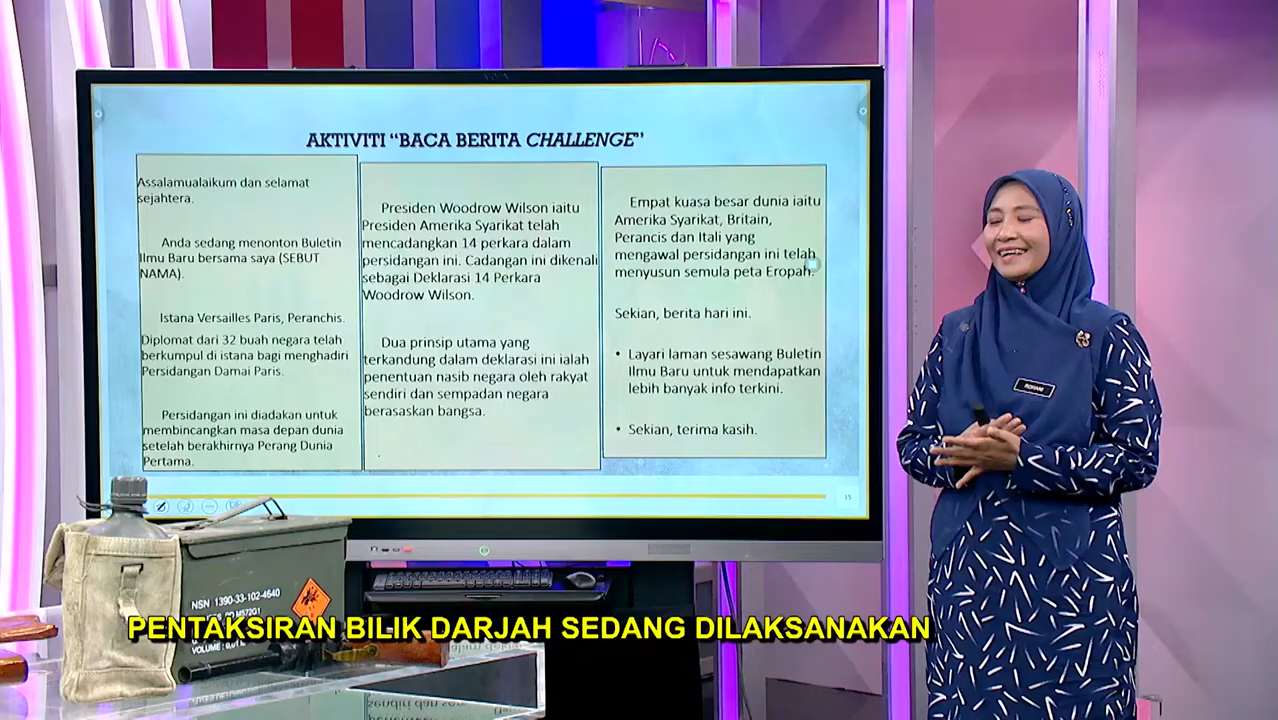 AKTIVITI “BACA BERITA CHALLENGE”
Assalamualaikum dan selamat
sejahtera.
Anda sedang menonton Buletin
Ilmu Baru bersama saya (SEBUT
NAMA).
Istana Versailles Paris, Peranchis.
Diplomat dari 32 buah negara telah
berkumpul di istana bagi menghadiri
Persidangan Damai Paris.
Persidangan ini diadakan untuk
membincangkan masa depan dunia
setelah berakhirnya Perang Dunia
Pertama.
Presiden Woodrow Wilson iaitu
Presiden Amerika Syarikat telah
mencadangkan 14 perkara dalam
persidangan ini. Cadangan ini dikenali
sebagai Deklarasi 14 Perkara
Woodrow Wilson.
Dua prinsip utama yang
terkandung dalam deklarasi ini ialah
penentuan nasib negara oleh rakyat
sendiri dan sempadan negara
berasaskan bangsa.
Empat kuasa besar dunia iaitu
Amerika Syarikat, Britain,
Perancis dan Itali yang
mengawal persidangan ini telah
menyusun semula peta Eropah.
Sekian, berita hari ini.
• Layari laman sesawang Buletin
Ilmu Baru untuk mendapatkan
lebih banyak info terkini.
• Sekian, terima kasih.
15
ROHANI
NSN 1390-33-102-4640
M572G1
VOLUME: 0.01
PENTAKSIRAN BILIK DARJAH SEDANG DILAKSANAKAN